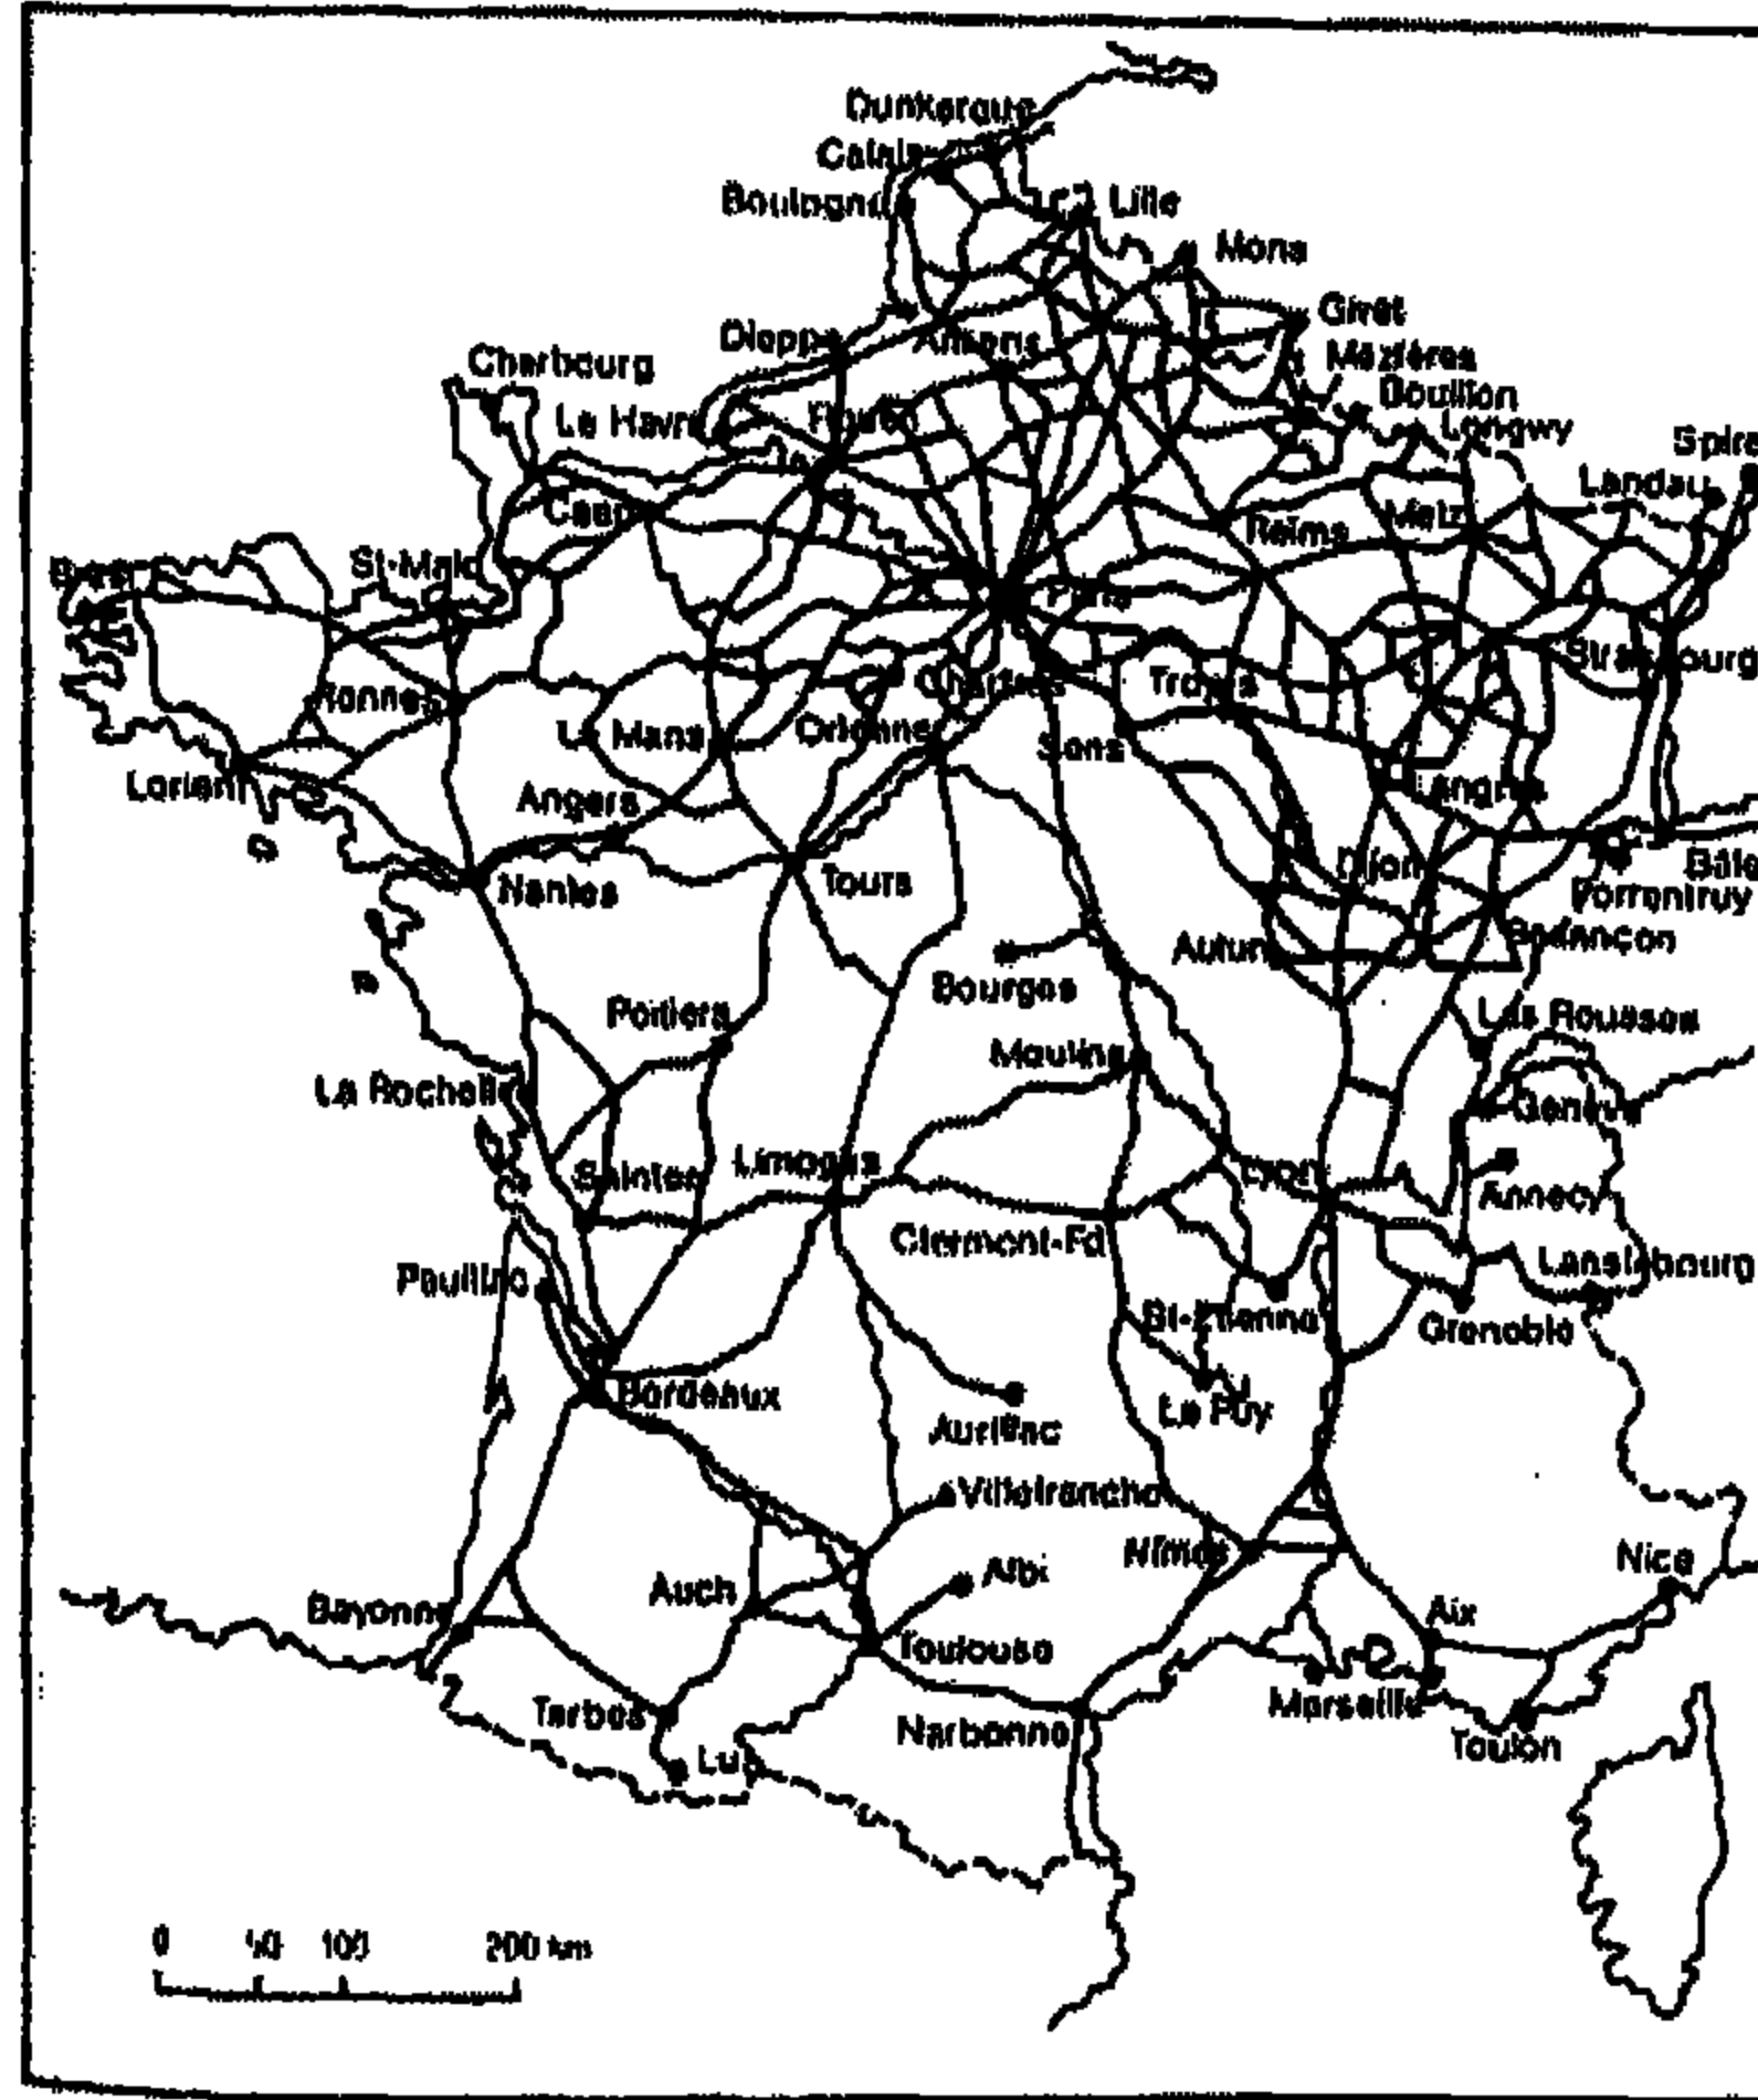 Dunkerque
Calais
Boulogne
Lille
Mons
Givet
Dieppe
Amiens
Mézières
Cherbourg
Bouillon
Le Havre
Rouen
Longwy
Spire
Landau
Caen
Reims
Metz
Brest
St-Malo
Paris
Strasbourg
Rennes
Chartres
Troyes
Le Mans
Orléans
Sens
Lorient
Angers
Langres
Nantes
Tours
Dijon
Bâle
Porrentruy
Autun
Besançon
Bourges
Poitiers
Les Rousses
Moulins
La Rochelle
Genève
Saintes
Limoges
Lyon
Annecy
Clermont-Fd
Lanslebourg
Pauillac
St-Etienne
Grenoble
Bordeaux
Le Puy
Aurillac
Villefranche
Nîmes
Nice
Albi
Auch
Bayonne
Aix
Toulouse
Tarbes
Narbonne
Marseille
Toulon
0 50 100 200 km